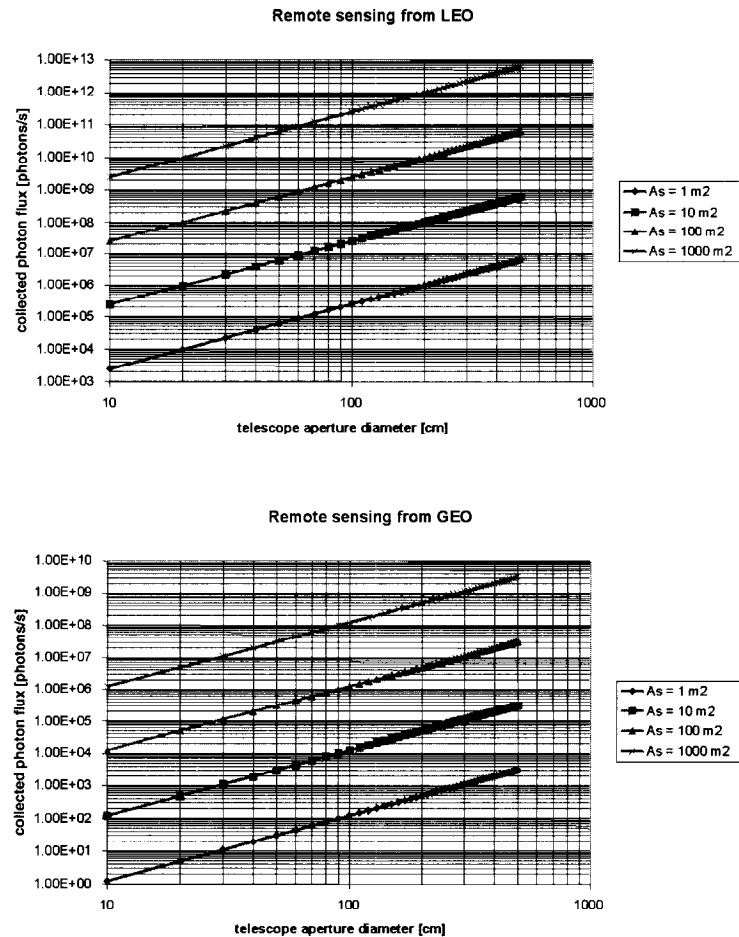 Remote sensing from LEO
collected photon flux [photons/s]
1.00E+13
1.00E+12
1.00E+11
1.00E+10
1.00E+09
1.00E+08
1.00E+07
1.00E+06
1.00E+05
1.00E+04
1.00E+03
10
100
1000
telescope aperture diameter [cm]
As = 1 m2
As = 10 m2
As = 100 m2
As = 1000 m2
Remote sensing from GEO
collected photon flux [photons/s]
1.00E+10
1.00E+09
1.00E+08
1.00E+07
1.00E+06
1.00E+05
1.00E+04
1.00E+03
1.00E+02
1.00E+01
1.00E+00
10
100
1000
telescope aperture diameter [cm]
As = 1 m2
As = 10 m2
As = 100 m2
As = 1000 m2